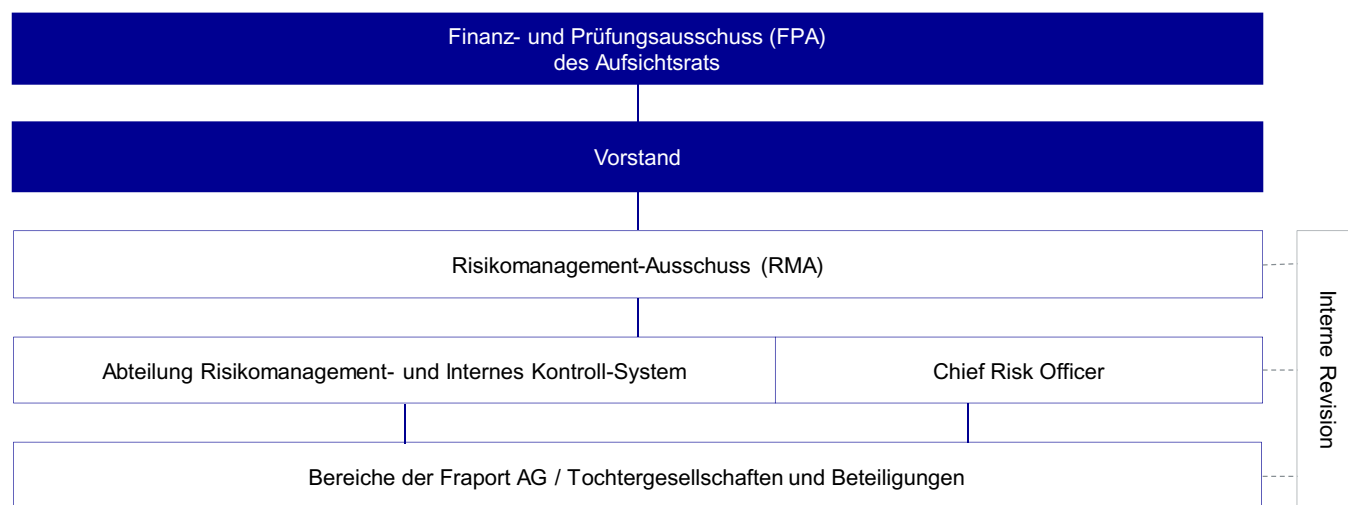 Finanz- und Prüfungsausschuss (FPA)
des Aufsichtsrats
Vorstand
Risikomanagement-Ausschuss (RMA)
Abteilung Risikomanagement- und Internes Kontroll-System
Chief Risk Officer
Bereiche der Fraport AG / Tochtergesellschaften und Beteiligungen
Interne Revision